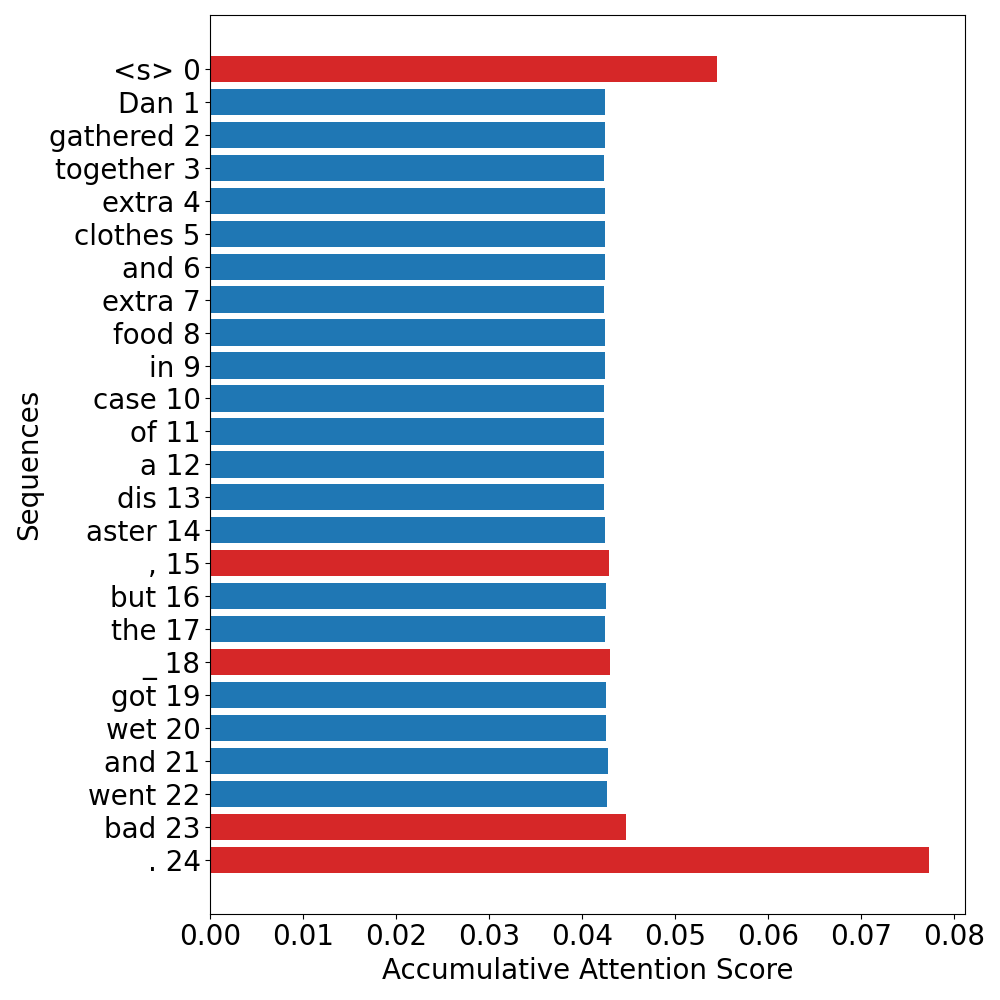 <s> 0
Dan 1
gathered 2
together 3
extra 4
clothes 5
and 6
extra 7
food 8
in 9
case 10
of 11
a 12
dis 13
aster 14
, 15
but 16
the 17
_ 18
got 19
wet 20
and 21
went 22
bad 23
. 24
Sequences
0.00 0.01 0.02 0.03 0.04 0.05 0.06 0.07 0.08
Accumulative Attention Score